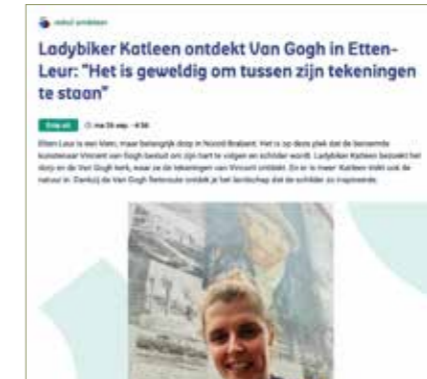 Ladybiker Katleen ontdekt Van Gogh in Etten-
Leur: "Het is geweldig om tussen zijn tekeningen
te staan"
Etten-Leur is een klein, maar belangrijk dorp in Noord-Brabant. Het is op deze plek dat de beroemde
kunstenaar Vincent van Gogh besluit om zijn hart te volgen en schilder wordt. Ladybiker Katleen bezoekt het
dorp en de Van Gogh kerk, waar ze de tekeningen van Vincent ontdekt. En er is meer! Katleen trekt ook de
natuur in. Dankzij de Van Gogh fietsroute ontdek je het landschap dat de schilder zo inspireerde.